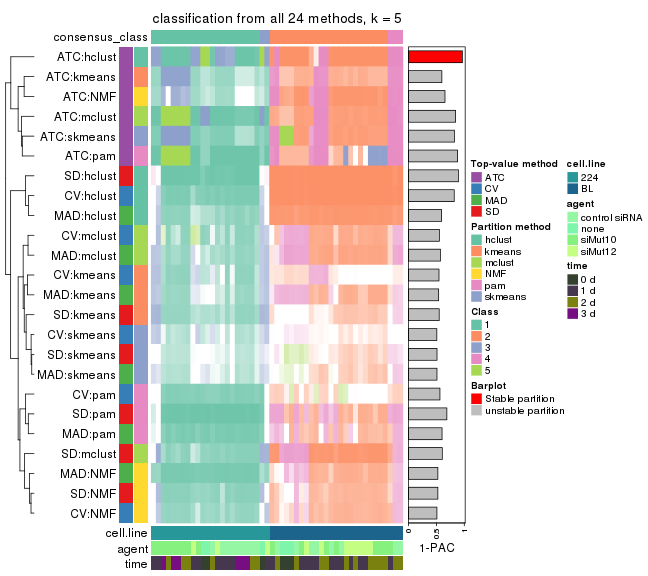 classification from all 24 methods, k = 5
consensus_class
ATC:hclust
ATC:kmeans
ATC:NMF
ATC:mclust
ATC:skmeans
ATC:pam
SD:hclust
CV:hclust
MAD:hclust
CV:mclust
MAD:mclust
CV:kmeans
MAD:kmeans
SD:kmeans
CV:skmeans
SD:skmeans
MAD:skmeans
CV:pam
SD:pam
MAD:pam
SD:mclust
MAD:NMF
SD:NMF
CV:NMF
cell.line
agent
time
0
0.5
1
1-PAC
Top-value method
ATC
CV
MAD
SD
Partition method
hclust
kmeans
mclust
NMF
pam
skmeans
Class
1
2
3
4
5
Barplot
Stable partition
unstable partition
cell.line
224
BL
agent
control siRNA
none
siMut10
siMut12
time
0 d
1 d
2 d
3 d